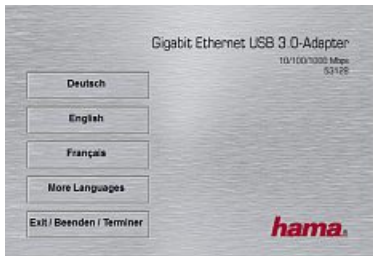 Gigabit Ethernet USB 3.0-Adapter
10/100/1000 Mbps
53129
Deutsch
English
Français
More Languages
Exit / Beenden / Terminer
hama